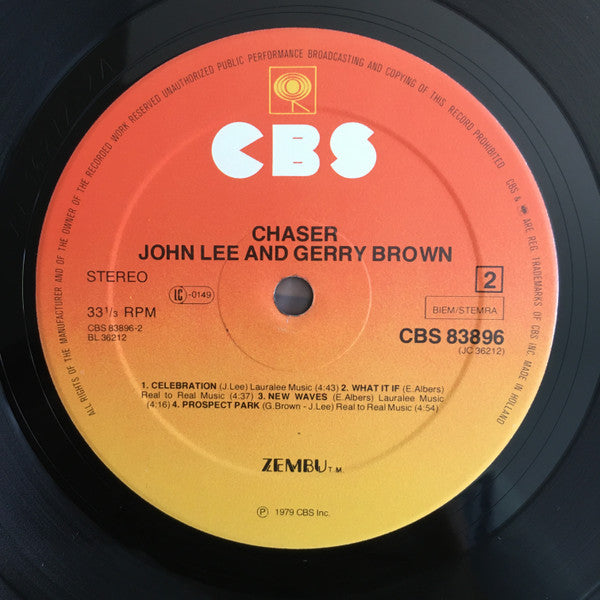 ALL RIGHTS OF THE MANUFACTURER AND OF THE OWNER OF THE RECORDED WORK RESERVED UNAUTHORIZED PUBLIC PERFORMANCE BROADCASTING AND COPYING OF THIS RECORD PROHIBITED CBS & ARE REG. TRADEMARKS OF CBS INC. MADE IN HOLLAND
CBS
CHASER
JOHN LEE AND GERRY BROWN
STEREO
LC-0149
2
33 1/3 RPM
BIEM/STEMRA
CBS 83896-2
BL 36212
CBS 83896
(JC 36212)
1. CELEBRATION (J.Lee) Lauralee Music (4:43) 2. WHAT IT IF (E.Albers)
Real to Real Music (4:37) 3. NEW WAVES (E.Albers) Lauralee Music
(4:16) 4. PROSPECT PARK (G.Brown - J.Lee) Real to Real Music (4:54)
ZEMBU T.M.
℗ 1979 CBS Inc.